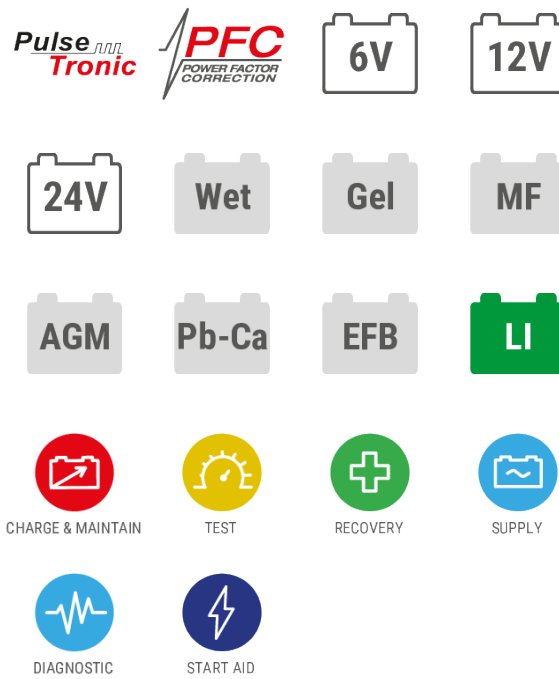 Pulse
Tronic
PFC
POWER FACTOR
CORRECTION
6V
12V
24V
Wet
Gel
MF
AGM
Pb-Ca
EFB
LI
CHARGE & MAINTAIN
TEST
RECOVERY
SUPPLY
DIAGNOSTIC
START AID